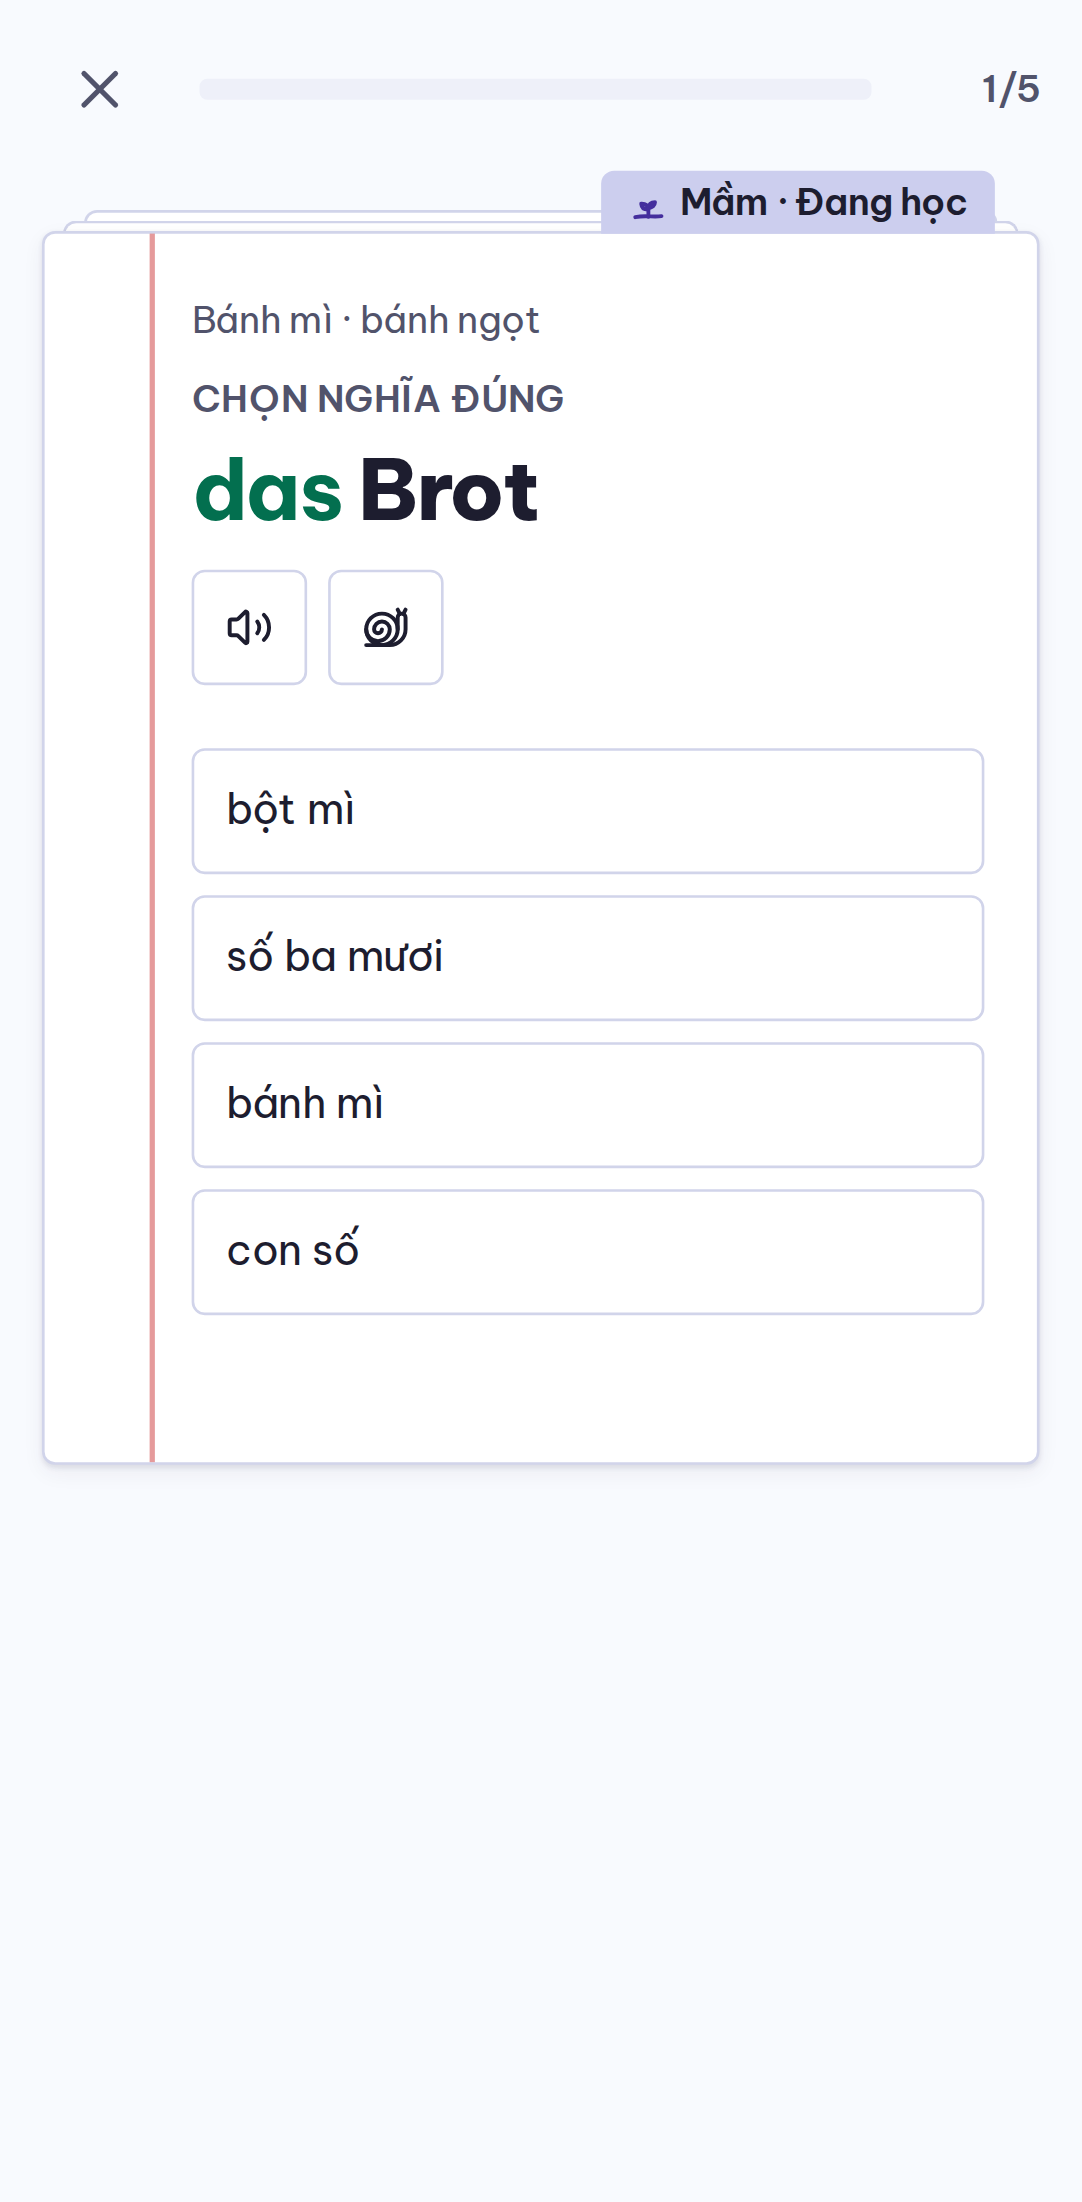 1/5
Mầm · Đang học
Bánh mì · bánh ngọt
CHỌN NGHĨA ĐÚNG
das Brot
bột mì
số ba mươi
bánh mì
con số